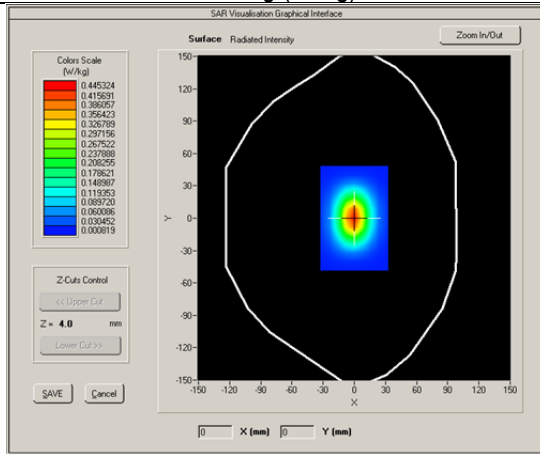 SAR Visualisation Graphical Interface
Surface Radiated Intensity
Zoom In/Out
Colors Scale
(W/kg)
0.445324
0.415691
0.386057
0.356423
0.326789
0.297156
0.267522
0.237888
0.208255
0.178621
0.148987
0.119353
0.089720
0.060086
0.030452
0.000819
Z-Cuts Control
<< Upper Cut
Z = 4.0 mm
Lower Cut >>
SAVE
Cancel
150
120
90
60
30
0
-30
-60
-90
-120
-150
Y
-150 -120 -90 -60 -30 0 30 60 90 120 150
X
0 X (mm) 0 Y (mm)